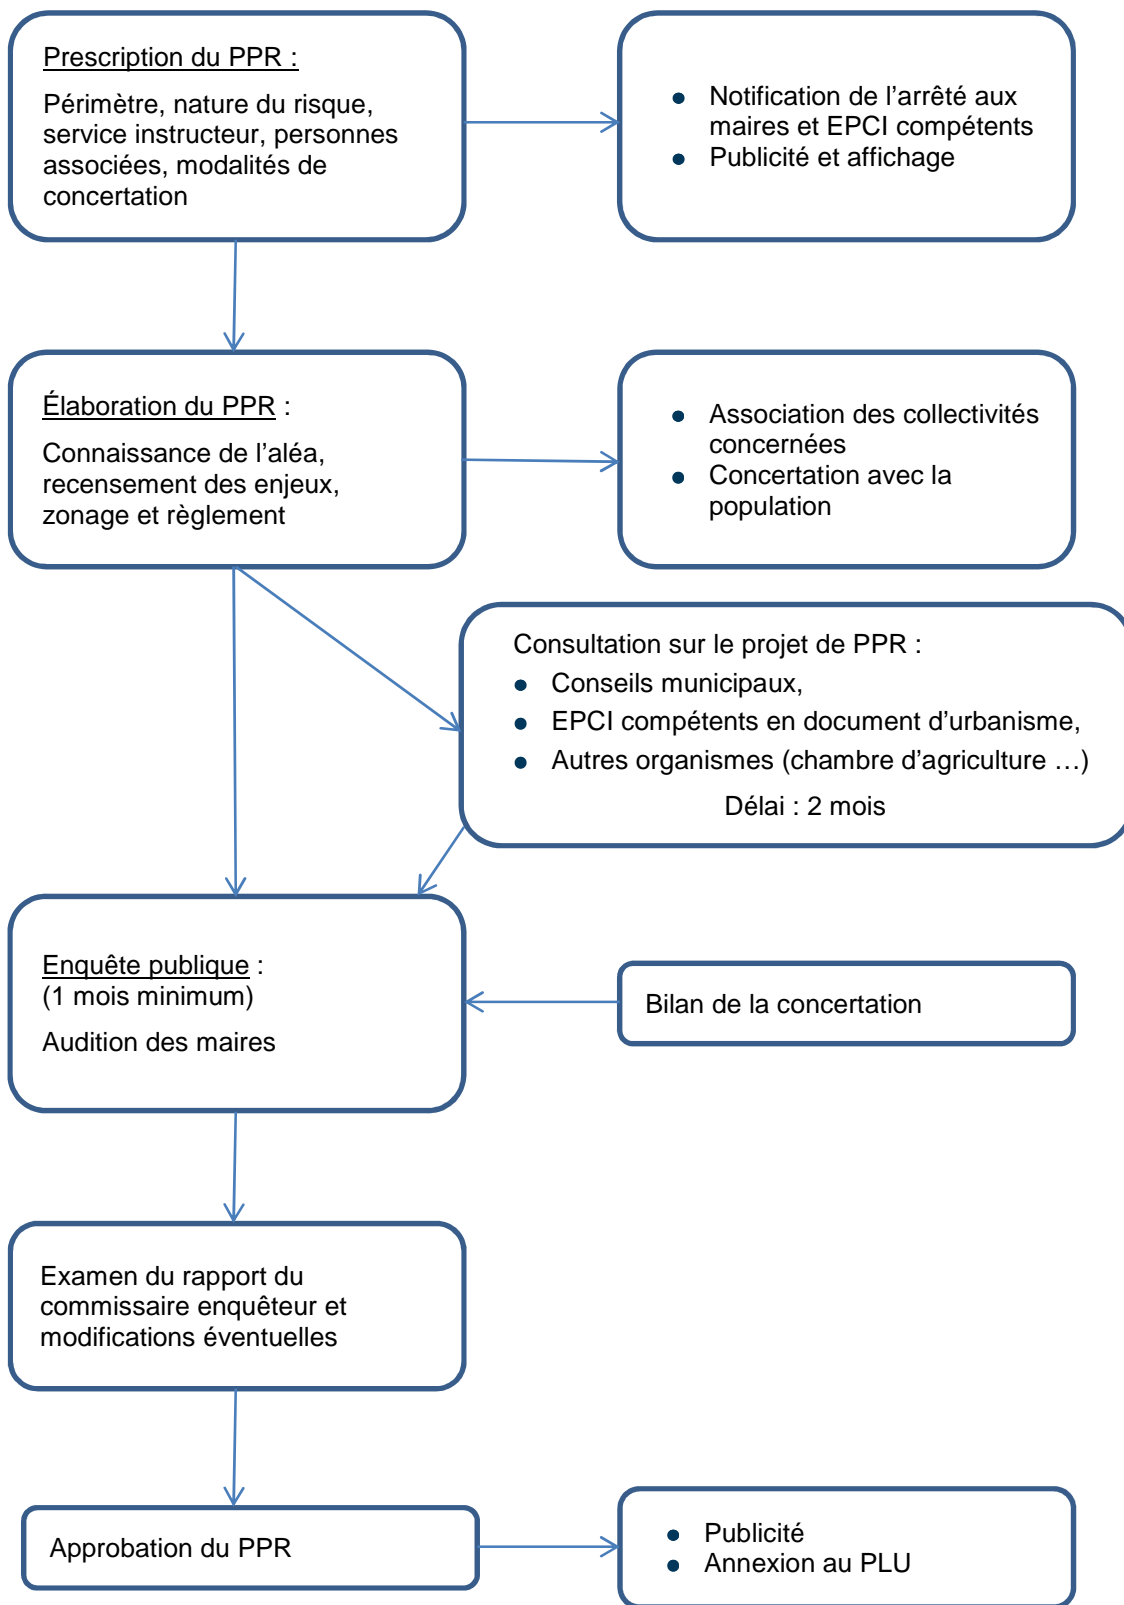 Prescription du PPR :
Périmètre, nature du risque,
service instructeur, personnes
associées, modalités de
concertation
● Notification de l’arrêté aux
maires et EPCI compétents
● Publicité et affichage
Élaboration du PPR :
Connaissance de l’aléa,
recensement des enjeux,
zonage et règlement
● Association des collectivités
concernées
● Concertation avec la
population
Consultation sur le projet de PPR :
● Conseils municipaux,
● EPCI compétents en document d’urbanisme,
● Autres organismes (chambre d’agriculture …)
Délai : 2 mois
Enquête publique :
(1 mois minimum)
Audition des maires
Bilan de la concertation
Examen du rapport du
commissaire enquêteur et
modifications éventuelles
Approbation du PPR
● Publicité
● Annexion au PLU